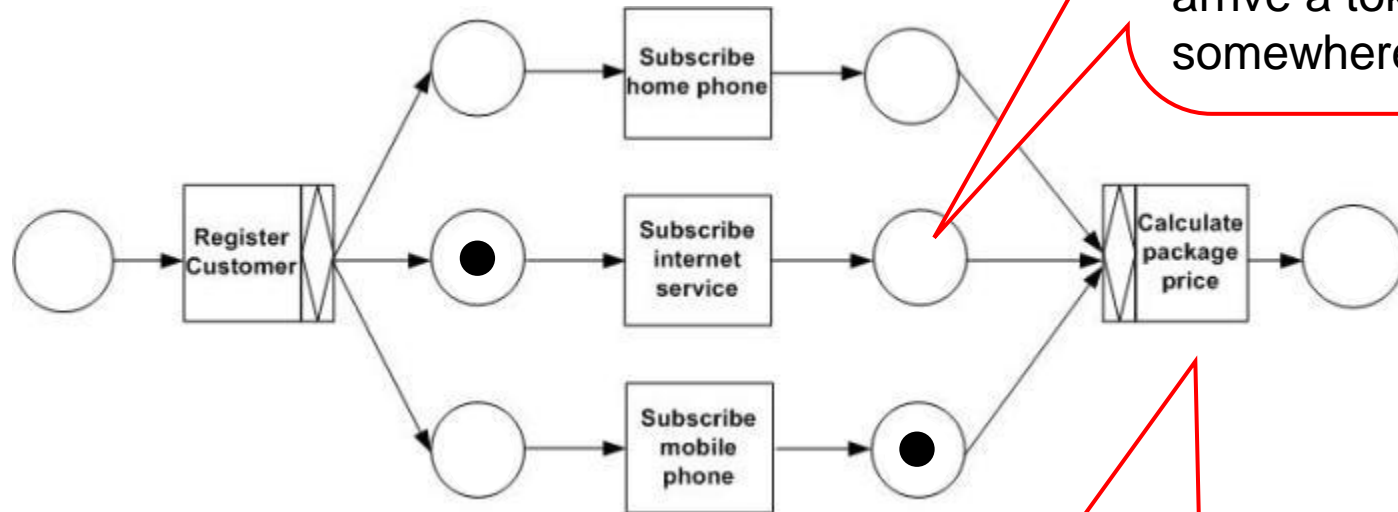 somewhere
Subscribe
home phone
Register
Customer
Subscribe
internet
service
Calculate
package
price
Subscribe
mobile
phone